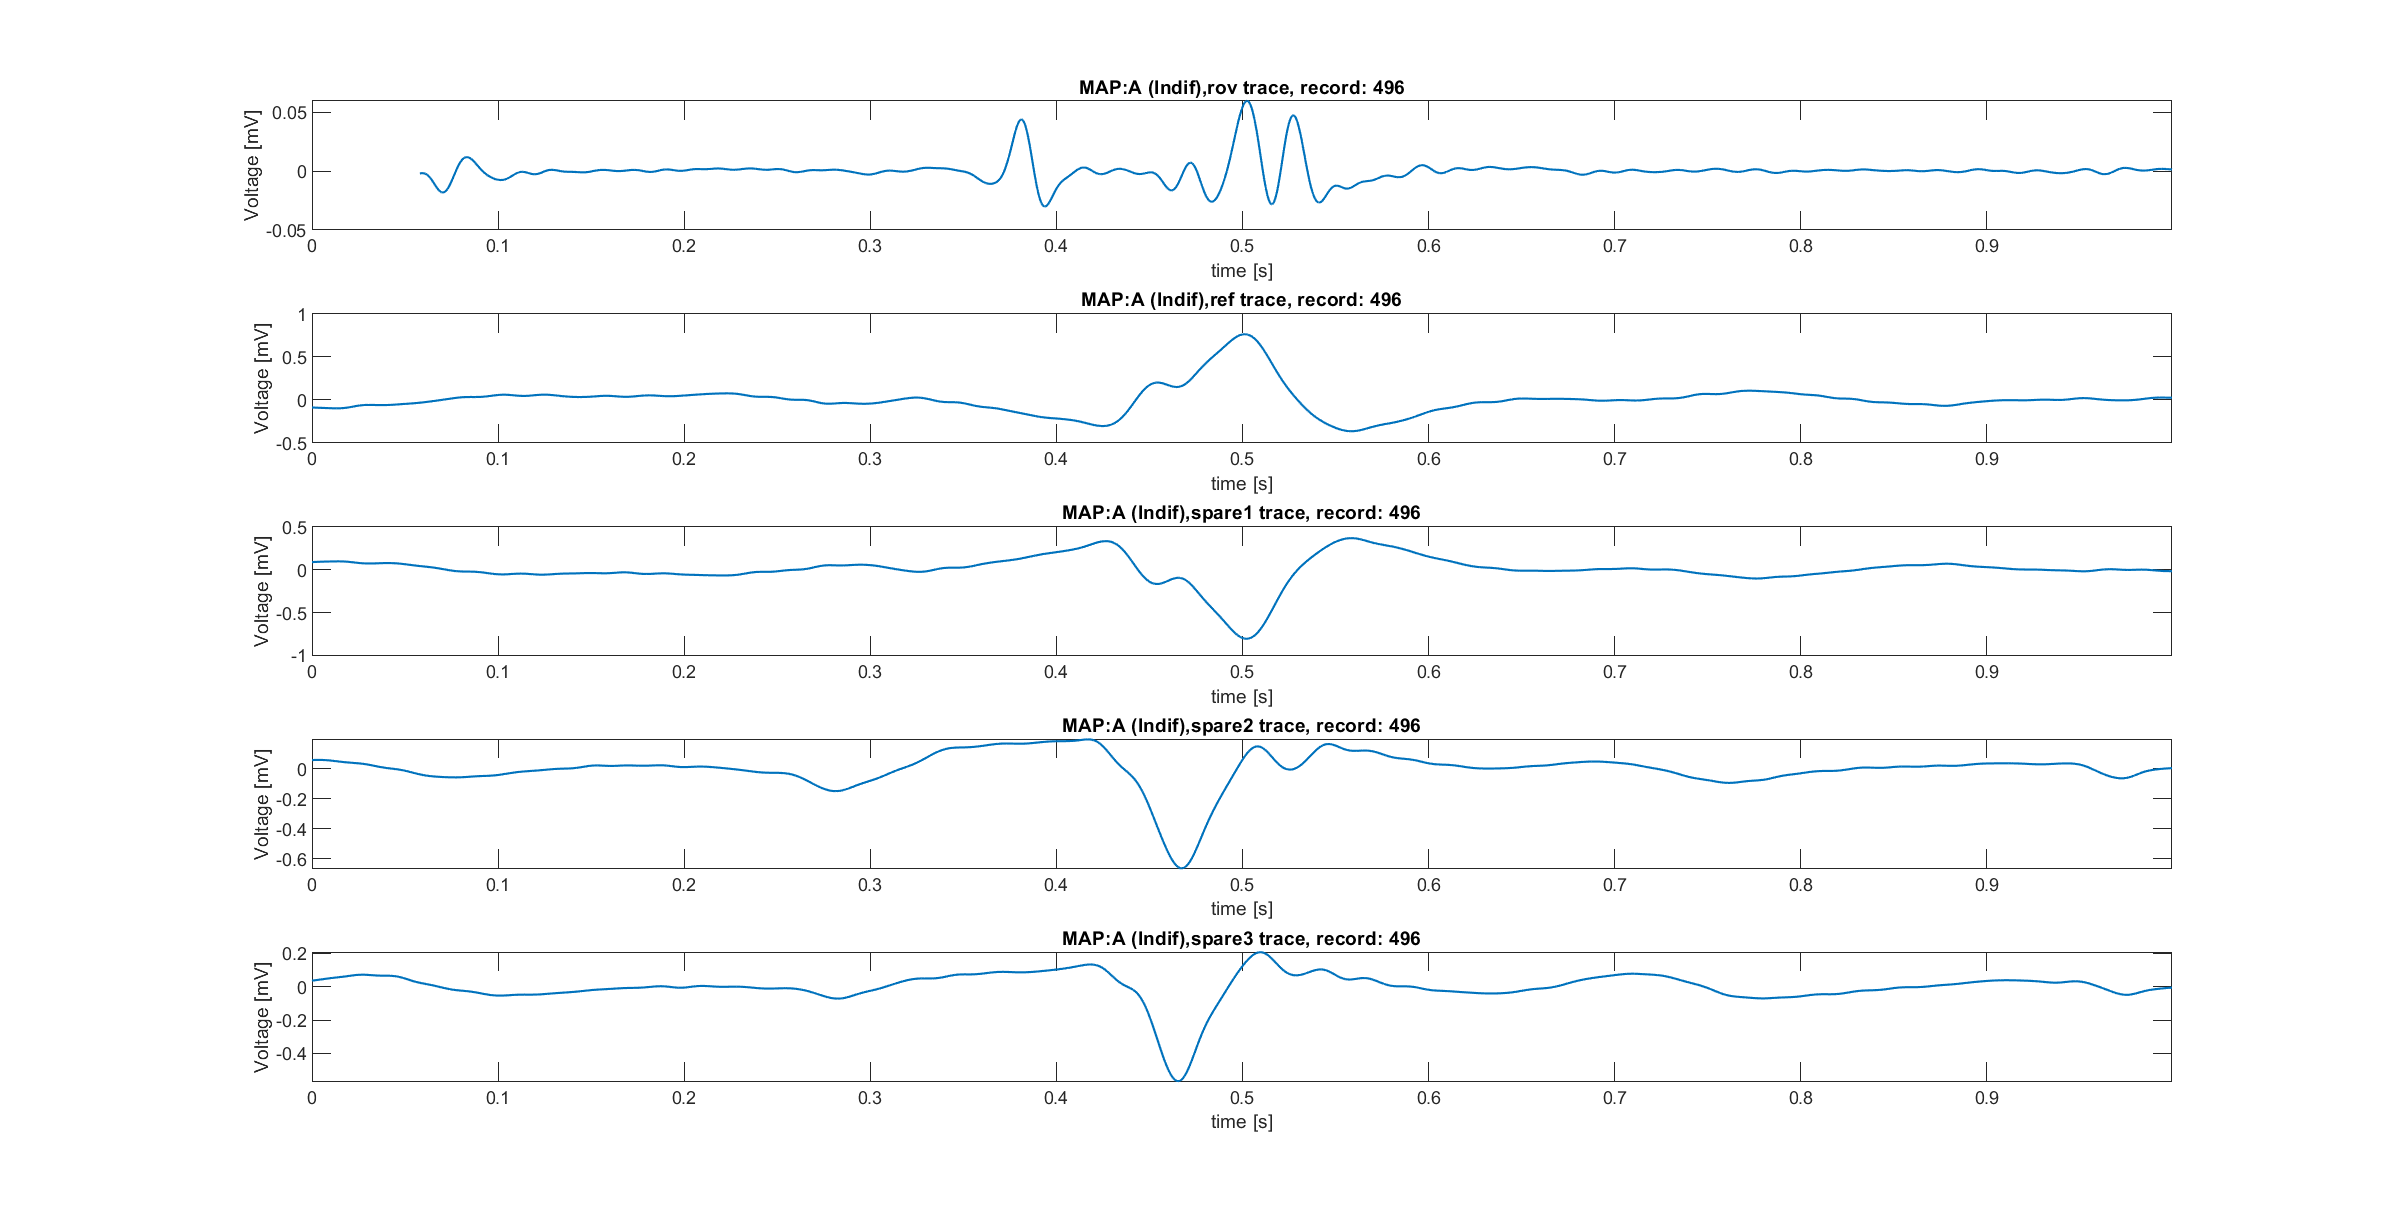 MAP:A (Indif),rov trace, record: 496
Voltage [mV]
0.05
0
-0.05
0 0.1 0.2 0.3 0.4 0.5 0.6 0.7 0.8 0.9
time [s]
MAP:A (Indif),ref trace, record: 496
Voltage [mV]
1
0.5
0
-0.5
0 0.1 0.2 0.3 0.4 0.5 0.6 0.7 0.8 0.9
time [s]
MAP:A (Indif),spare1 trace, record: 496
Voltage [mV]
0.5
0
-0.5
-1
0 0.1 0.2 0.3 0.4 0.5 0.6 0.7 0.8 0.9
time [s]
MAP:A (Indif),spare2 trace, record: 496
Voltage [mV]
0
-0.2
-0.4
-0.6
0 0.1 0.2 0.3 0.4 0.5 0.6 0.7 0.8 0.9
time [s]
MAP:A (Indif),spare3 trace, record: 496
Voltage [mV]
0.2
0
-0.2
-0.4
0 0.1 0.2 0.3 0.4 0.5 0.6 0.7 0.8 0.9
time [s]